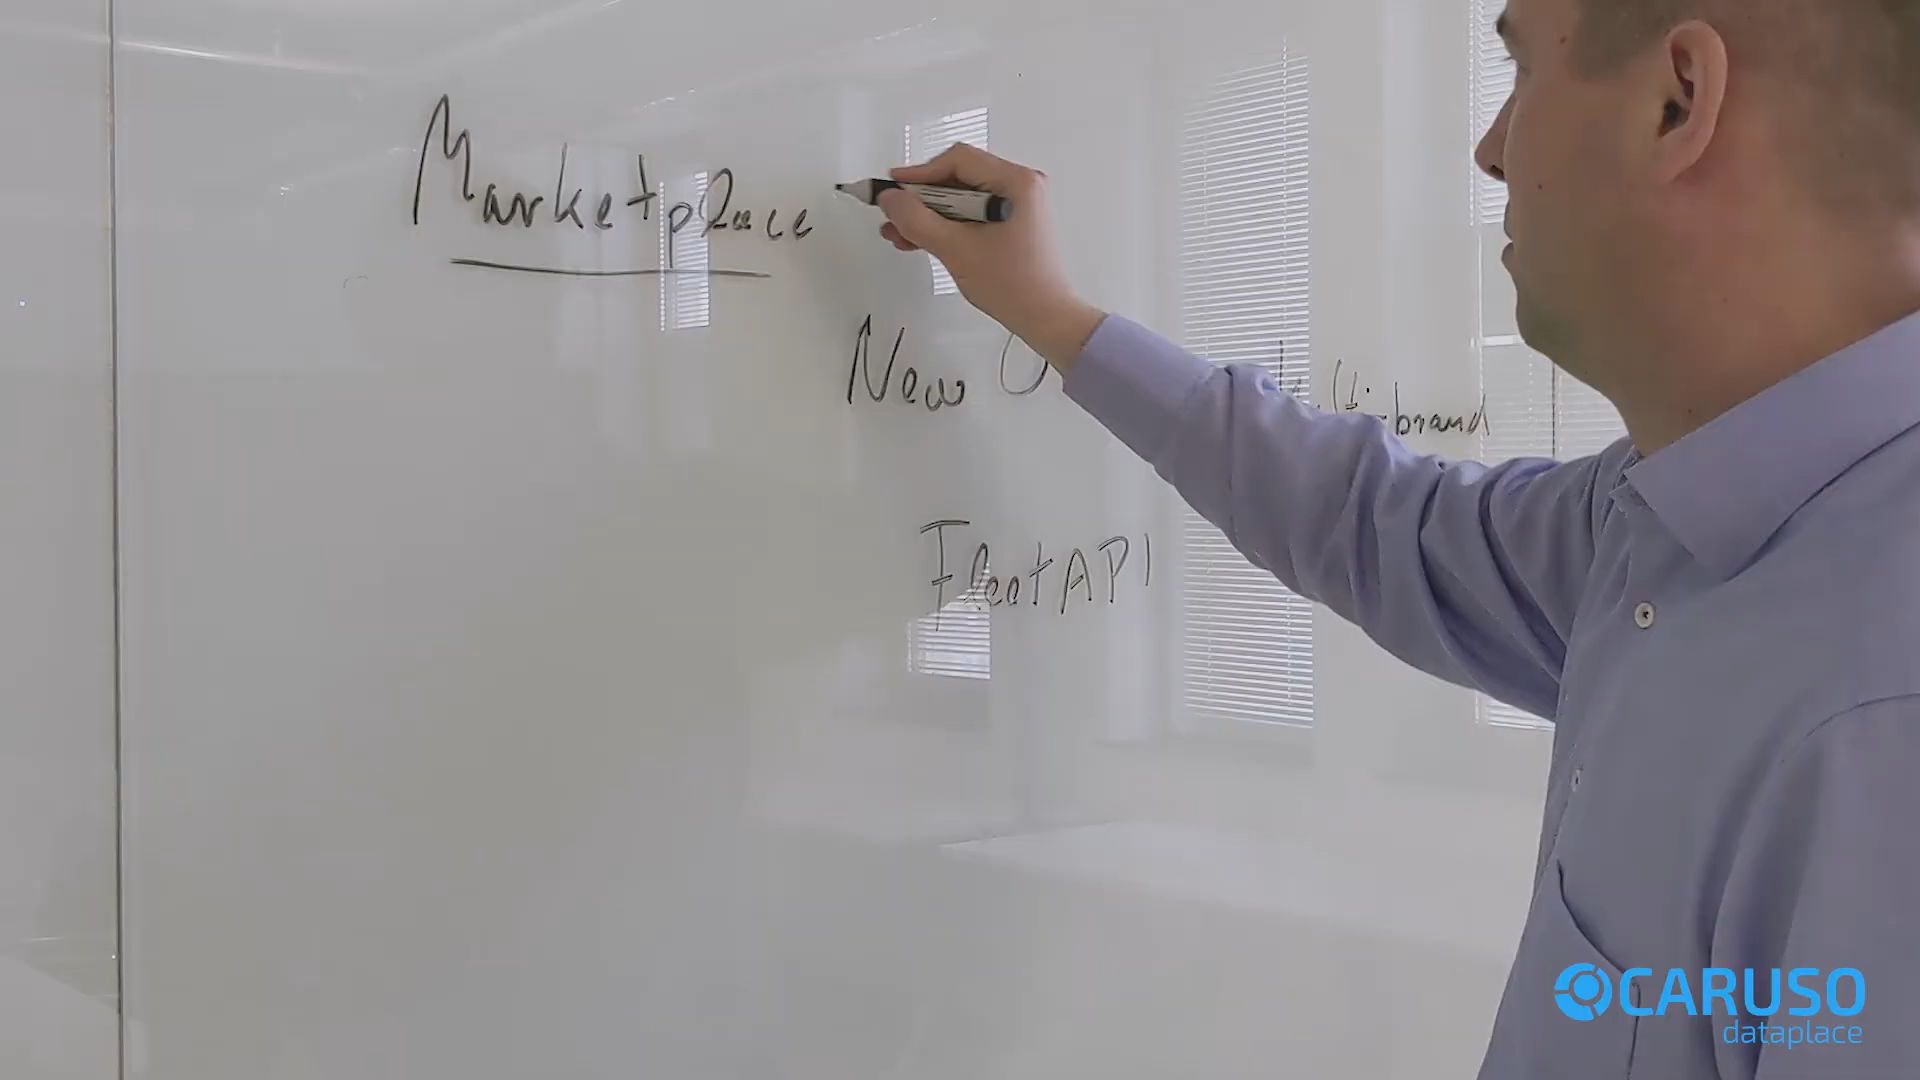 Marketplace
New
brand
FleetAPI
CARUSO
dataplace